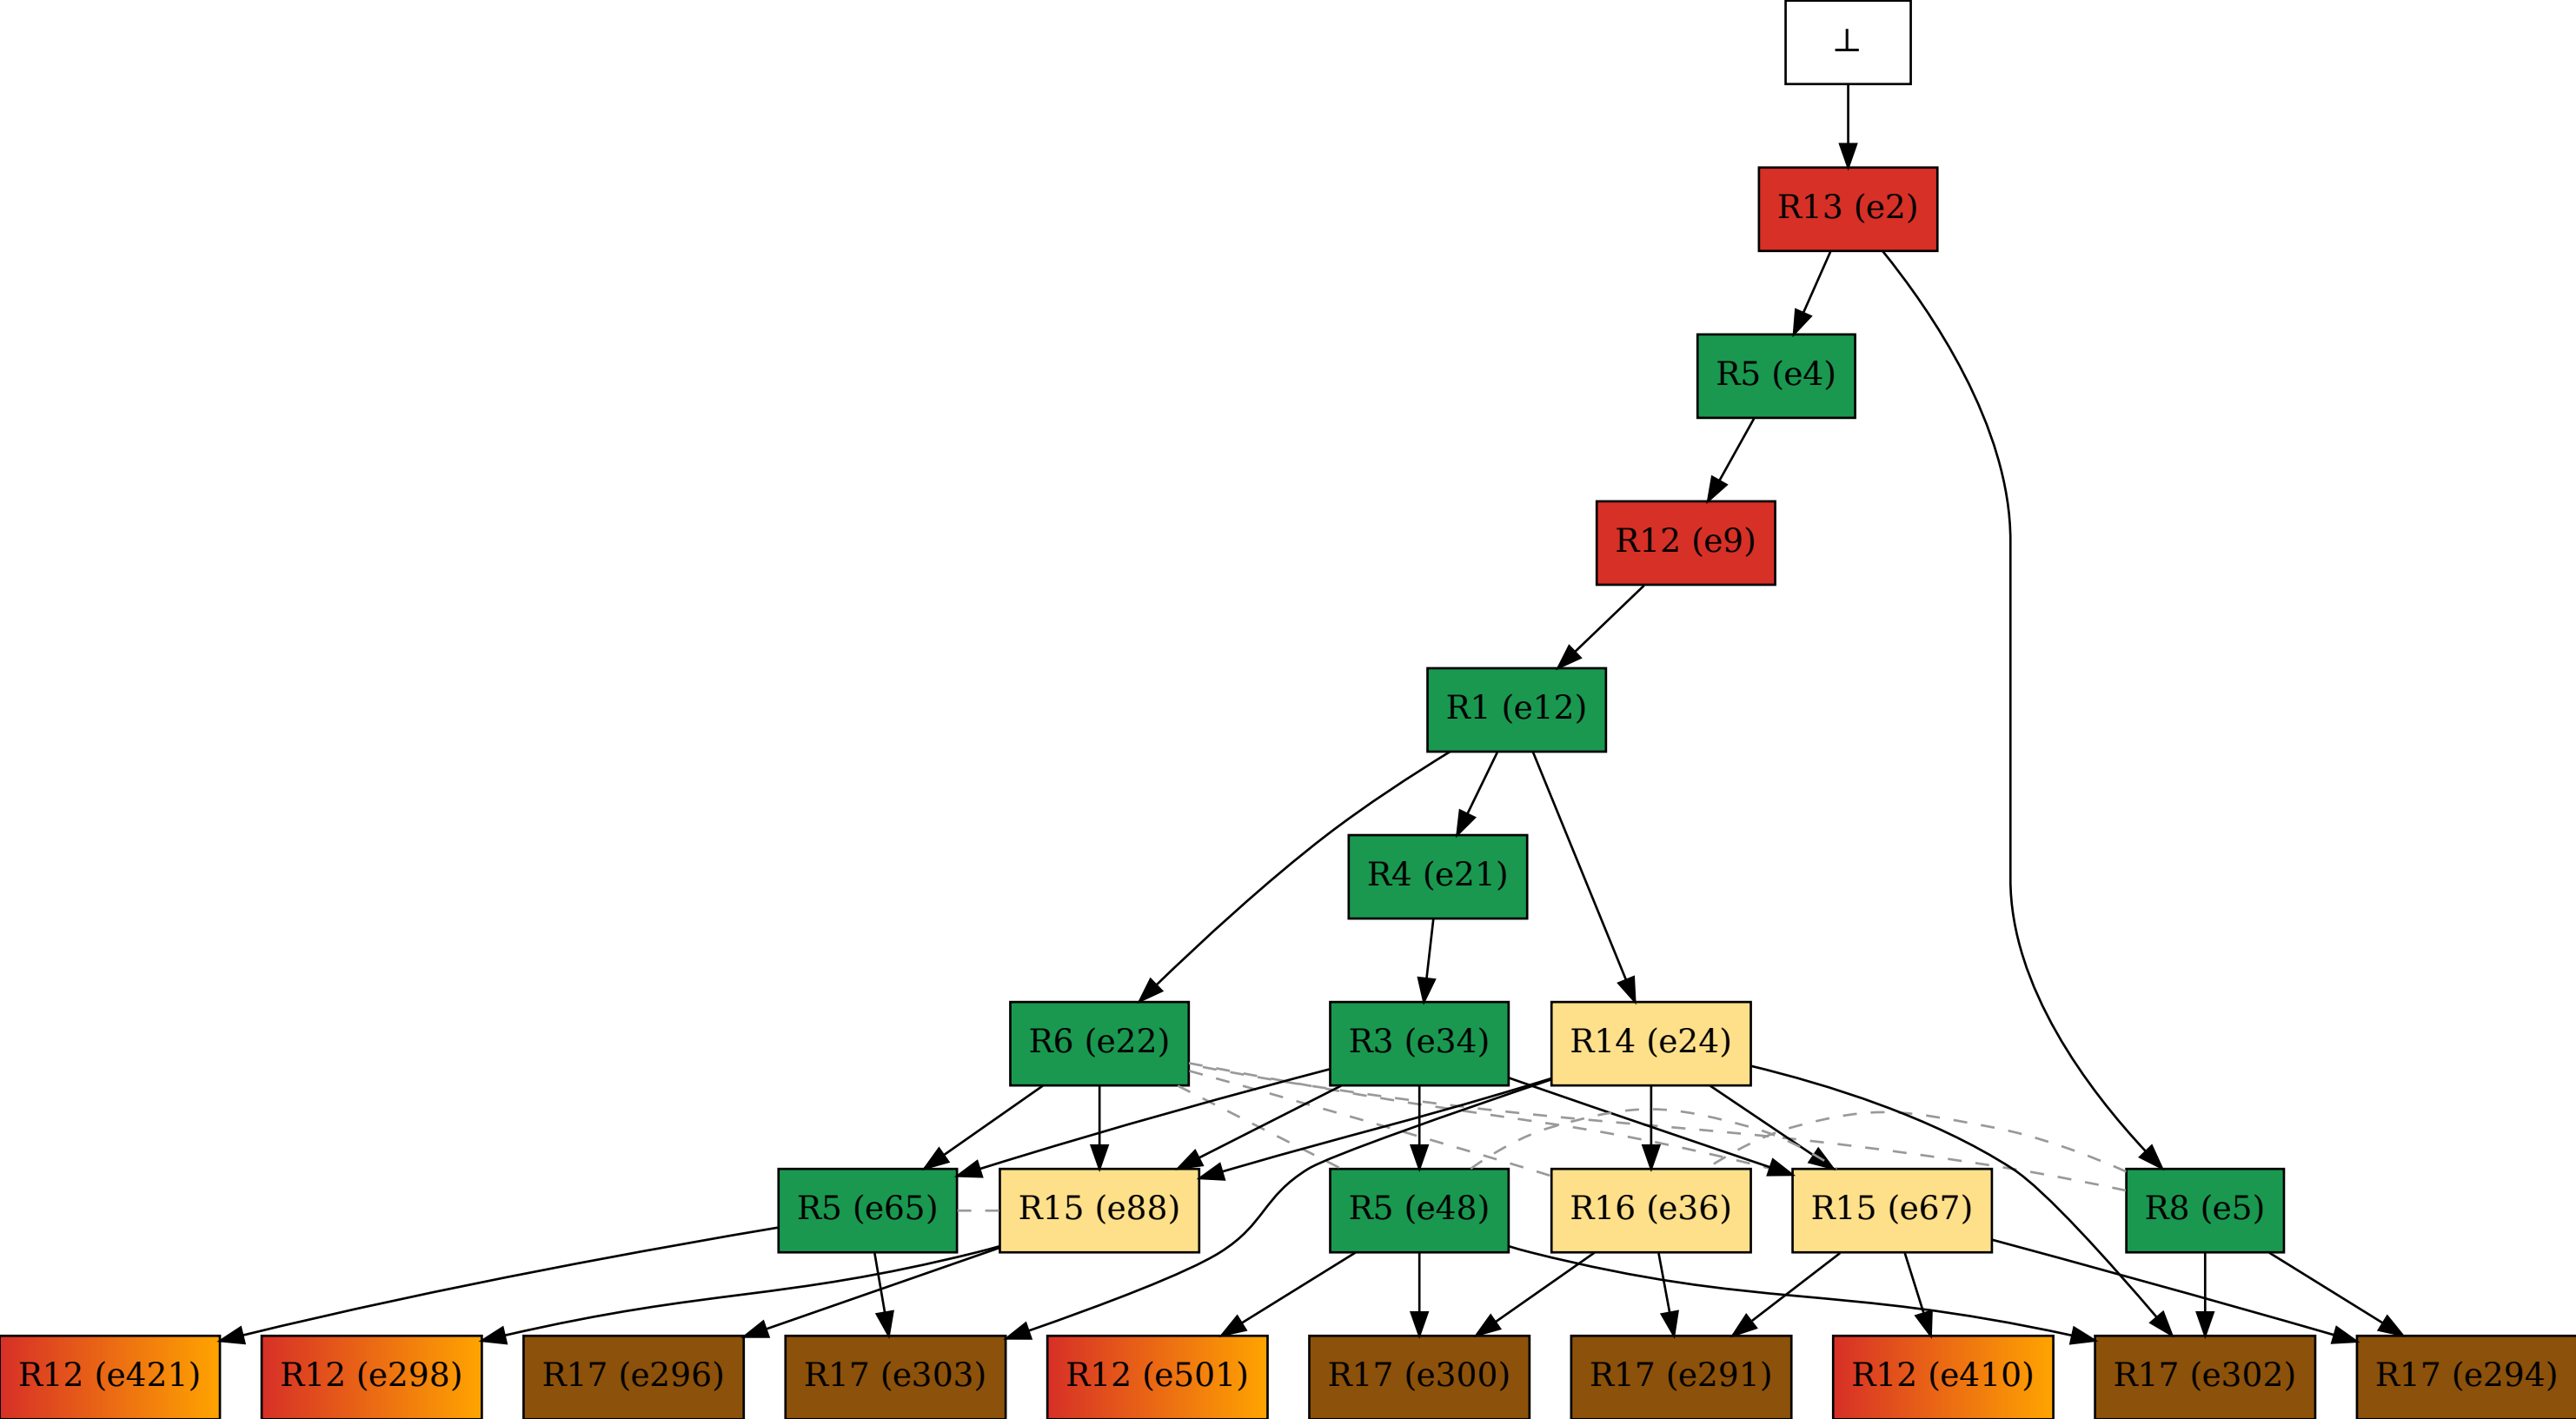 ⊥
R13 (e2)
R5 (e4)
R12 (e9)
R1 (e12)
R4 (e21)
R6 (e22)
R3 (e34)
R14 (e24)
R5 (e65)
R15 (e88)
R5 (e48)
R16 (e36)
R15 (e67)
R8 (e5)
R12 (e421)
R12 (e298)
R17 (e296)
R17 (e303)
R12 (e501)
R17 (e300)
R17 (e291)
R12 (e410)
R17 (e302)
R17 (e294)